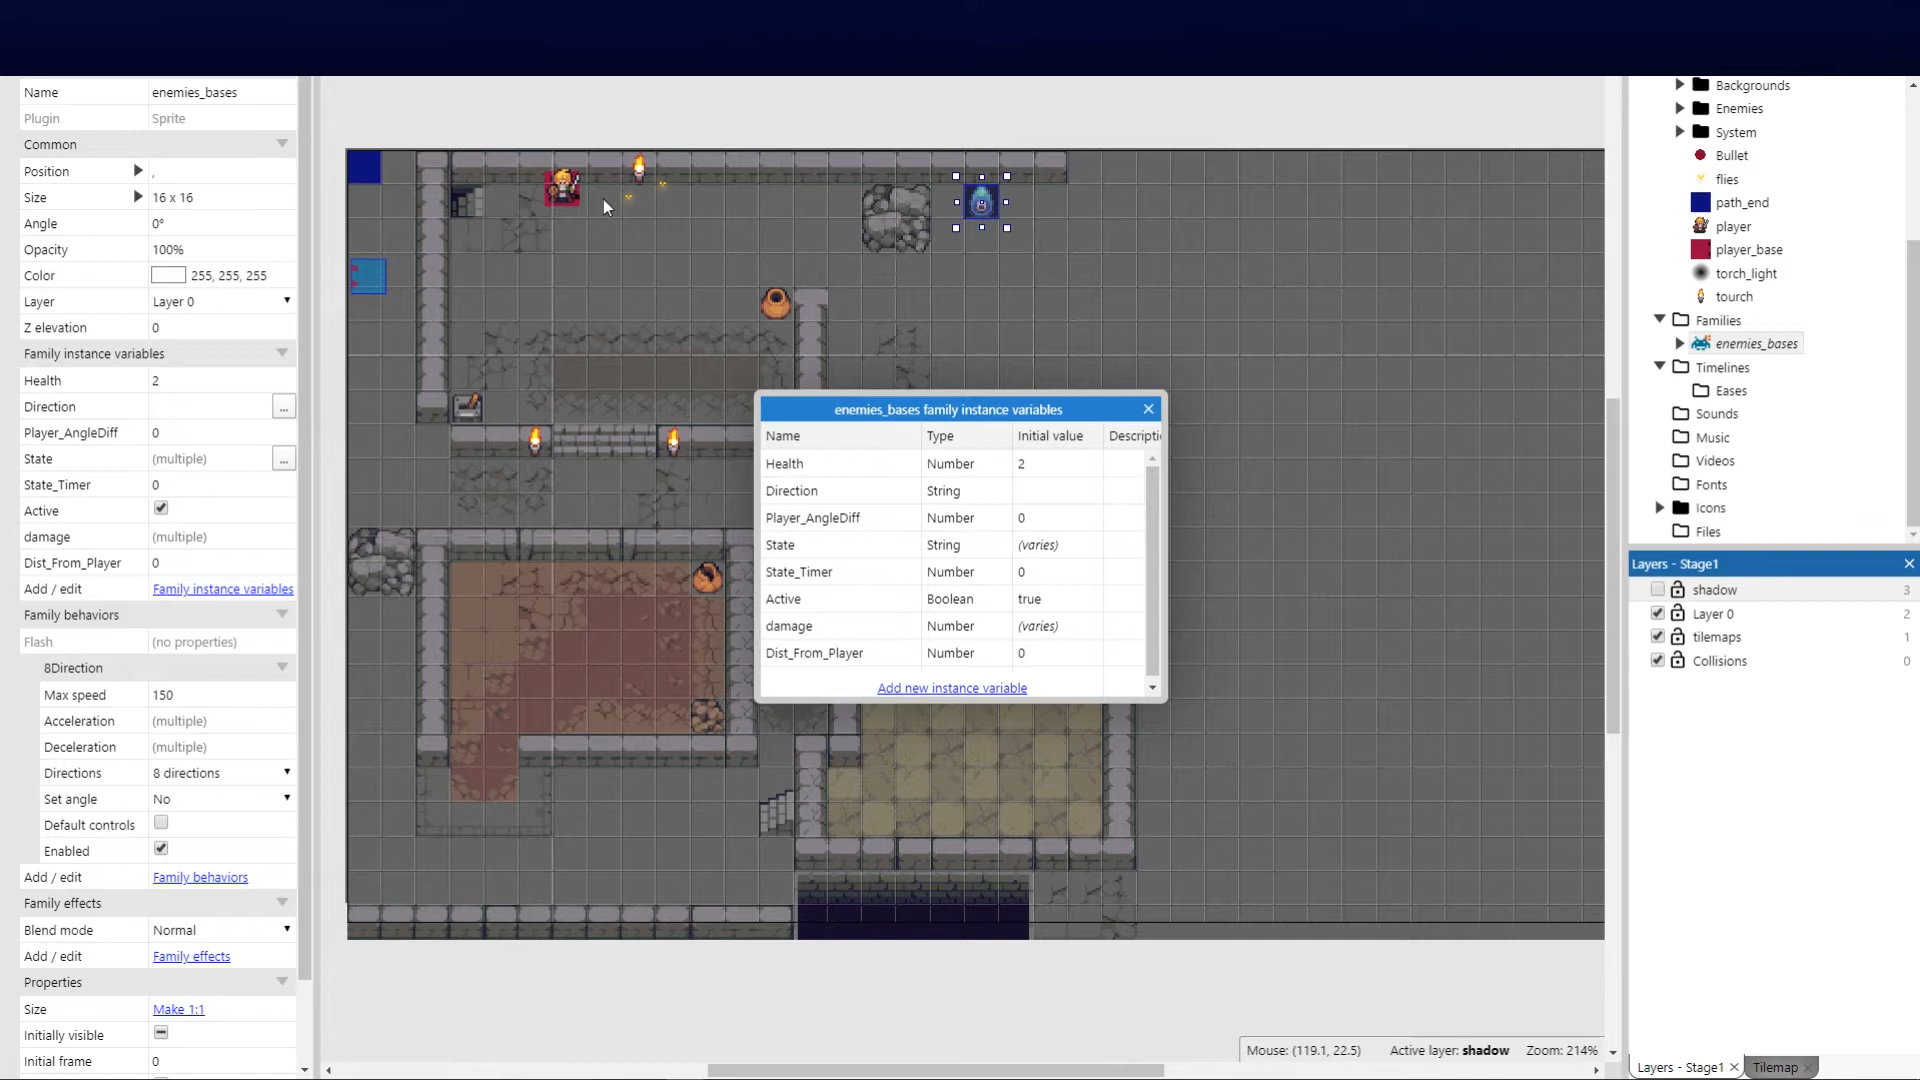 Name enemies_bases
Plugin Sprite
Common
Position ,
Size 16 x 16
Angle 0°
Opacity 100%
Color 255, 255, 255
Layer Layer 0
Z elevation 0
Family instance variables
Health 2
Direction ...
Player_AngleDiff 0
State (multiple) ...
State_Timer 0
Active
damage (multiple)
Dist_From_Player 0
Add / edit Family instance variables
Family behaviors
Flash (no properties)
8Direction
Max speed 150
Acceleration (multiple)
Deceleration (multiple)
Directions 8 directions
Set angle No
Default controls
Enabled
Add / edit Family behaviors
Family effects
Blend mode Normal
Add / edit Family effects
Properties
Size Make 1:1
Initially visible
Initial frame 0
enemies_bases family instance variables
Name Type Initial value Descripti
Health Number 2
Direction String
Player_AngleDiff Number 0
State String (varies)
State_Timer Number 0
Active Boolean true
damage Number (varies)
Dist_From_Player Number 0
Add new instance variable
Mouse: (119.1, 22.5) Active layer: shadow Zoom: 214%
Backgrounds
Enemies
System
Bullet
flies
path_end
player
player_base
torch_light
tourch
Families
enemies_bases
Timelines
Eases
Sounds
Music
Videos
Fonts
Icons
Files
Layers - Stage1
shadow 3
Layer 0 2
tilemaps 1
Collisions 0
Layers - Stage1 Tilemap